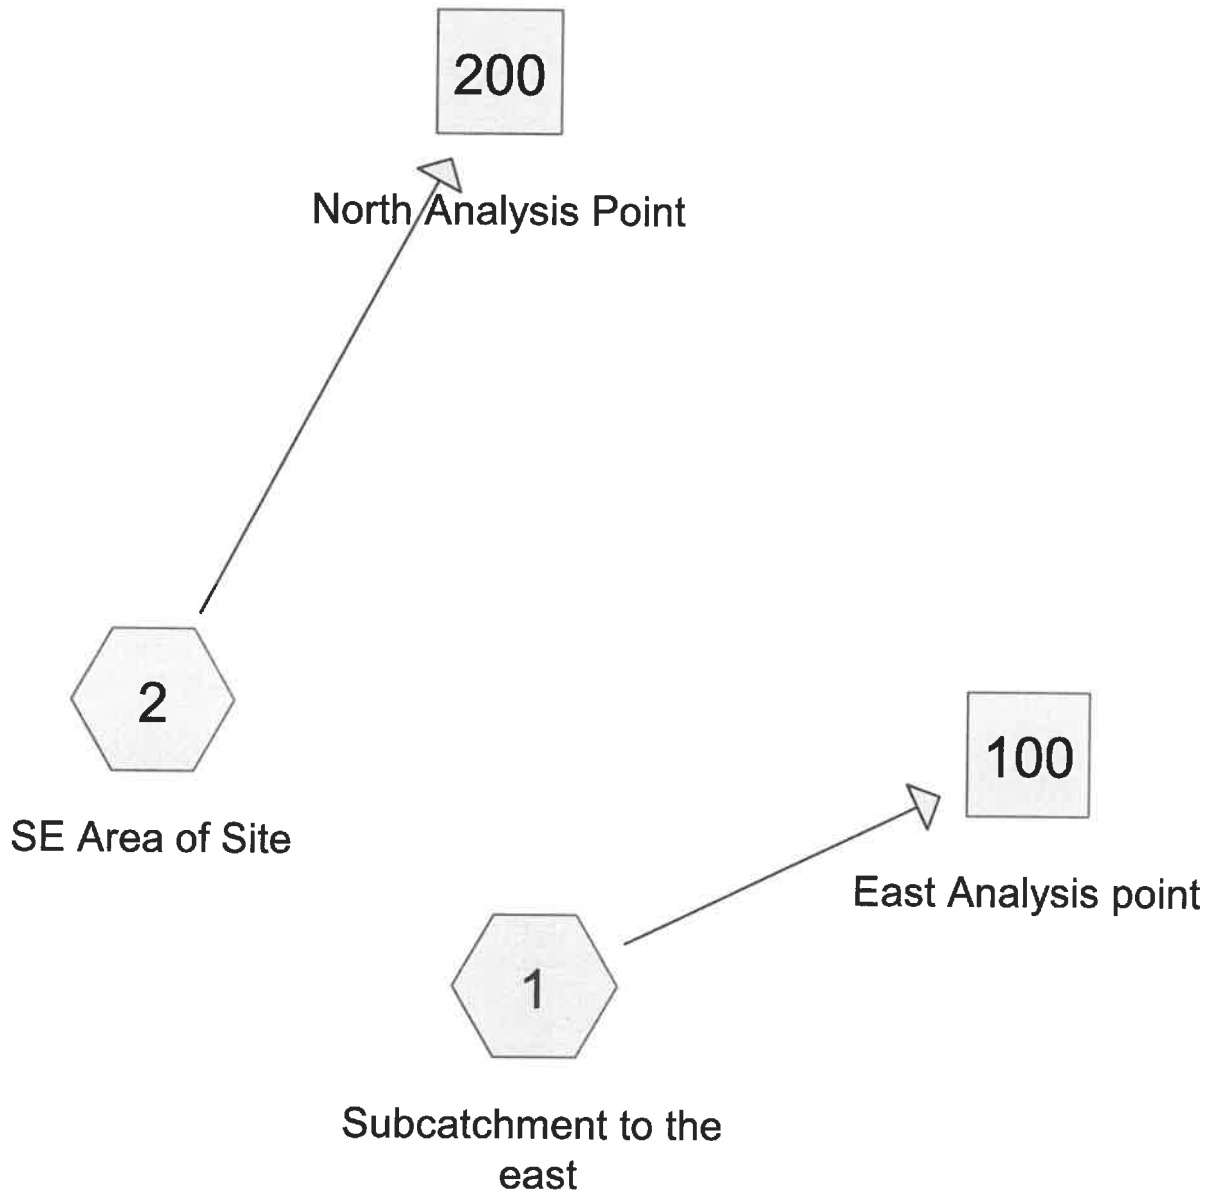 200
North Analysis Point
2
SE Area of Site
100
East Analysis point
1
Subcatchment to the
east